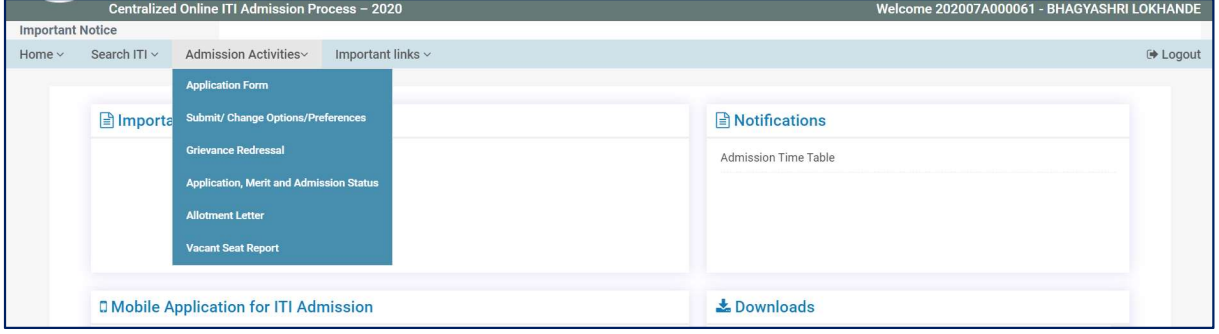 Centralized Online ITI Admission Process – 2020
Welcome 202007A000061 - BHAGYASHRI LOKHANDE
Important Notice
Home Search ITI Admission Activities Important links Logout
Application Form
Submit/ Change Options/Preferences
Grievance Redressal
Application, Merit and Admission Status
Allotment Letter
Vacant Seat Report
Importa
Notifications
Admission Time Table
Mobile Application for ITI Admission
Downloads